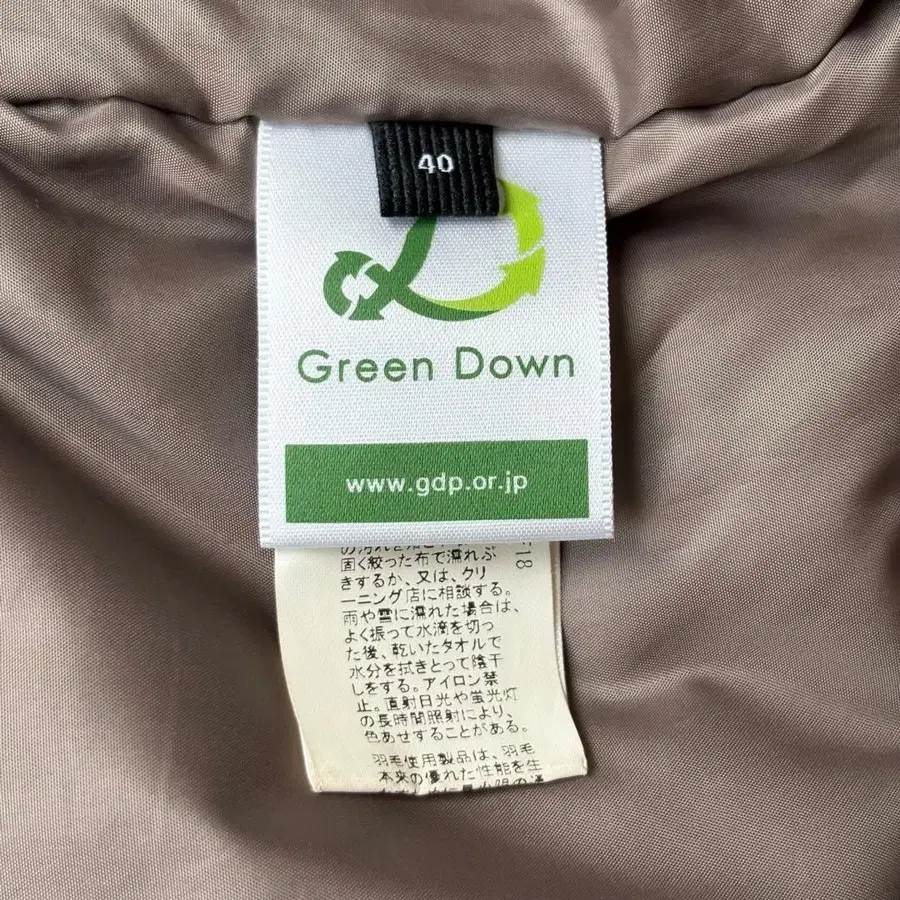 40
Green Down
www.gdp.or.jp
F18
固く絞った布で濡れぶ
きするか、又は、クリ
ーニング店に相談する。
雨や雪に濡れた場合は、
よく振って水滴を切っ
た後、乾いたタオルで
水分を拭きとって陰干
しをする。アイロン禁
止。直射日光や蛍光灯
の長時間照射により、
色あせすることがある。
羽毛使用製品は、羽毛
本来の優れた性能を生